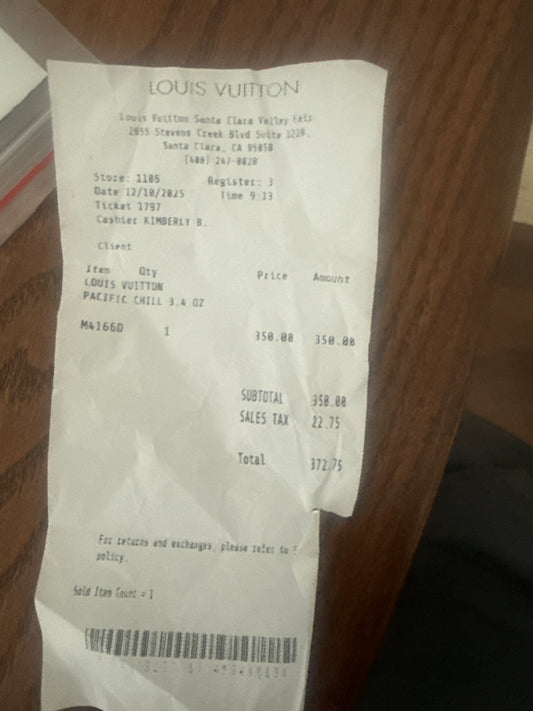 LOUIS VUITTON
Louis Vuitton Santa Clara Valley Fair
2855 Stevens Creek Blvd Suite 1220,
Santa Clara, CA 95050
(408) 247-0020
Store: 1105 Register: 3
Date 12/10/2025 Time 9 13
Ticket 1797
Cashier KIMBERLY B.
Client
Item Qty Price Amount
LOUIS VUITTON
PACIFIC CHILL 3.4 OZ
M4166D 1 350.00 350.00
SUBTOTAL 350.00
SALES TAX 22.75
Total 372.75
For returns and exchanges, please refer to
policy.
Sold Item Count = 1